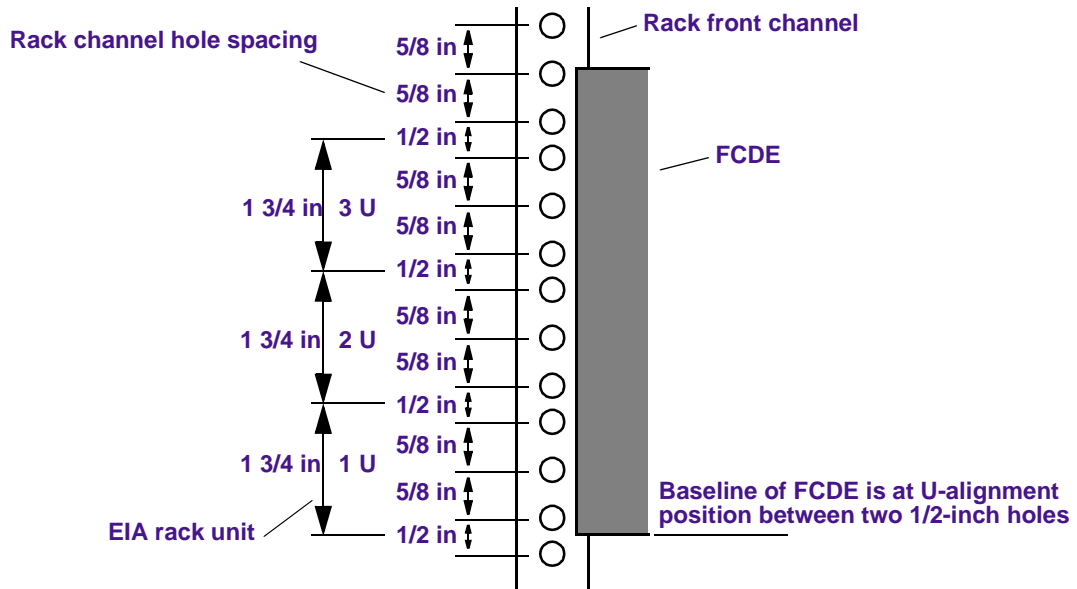 Rack channel hole spacing
Rack front channel
5/8 in
5/8 in
1/2 in
FCDE
5/8 in
1 3/4 in 3 U
5/8 in
1/2 in
5/8 in
1 3/4 in 2 U
5/8 in
1/2 in
5/8 in
1 3/4 in 1 U
5/8 in
Baseline of FCDE is at U-alignment
position between two 1/2-inch holes
EIA rack unit
1/2 in